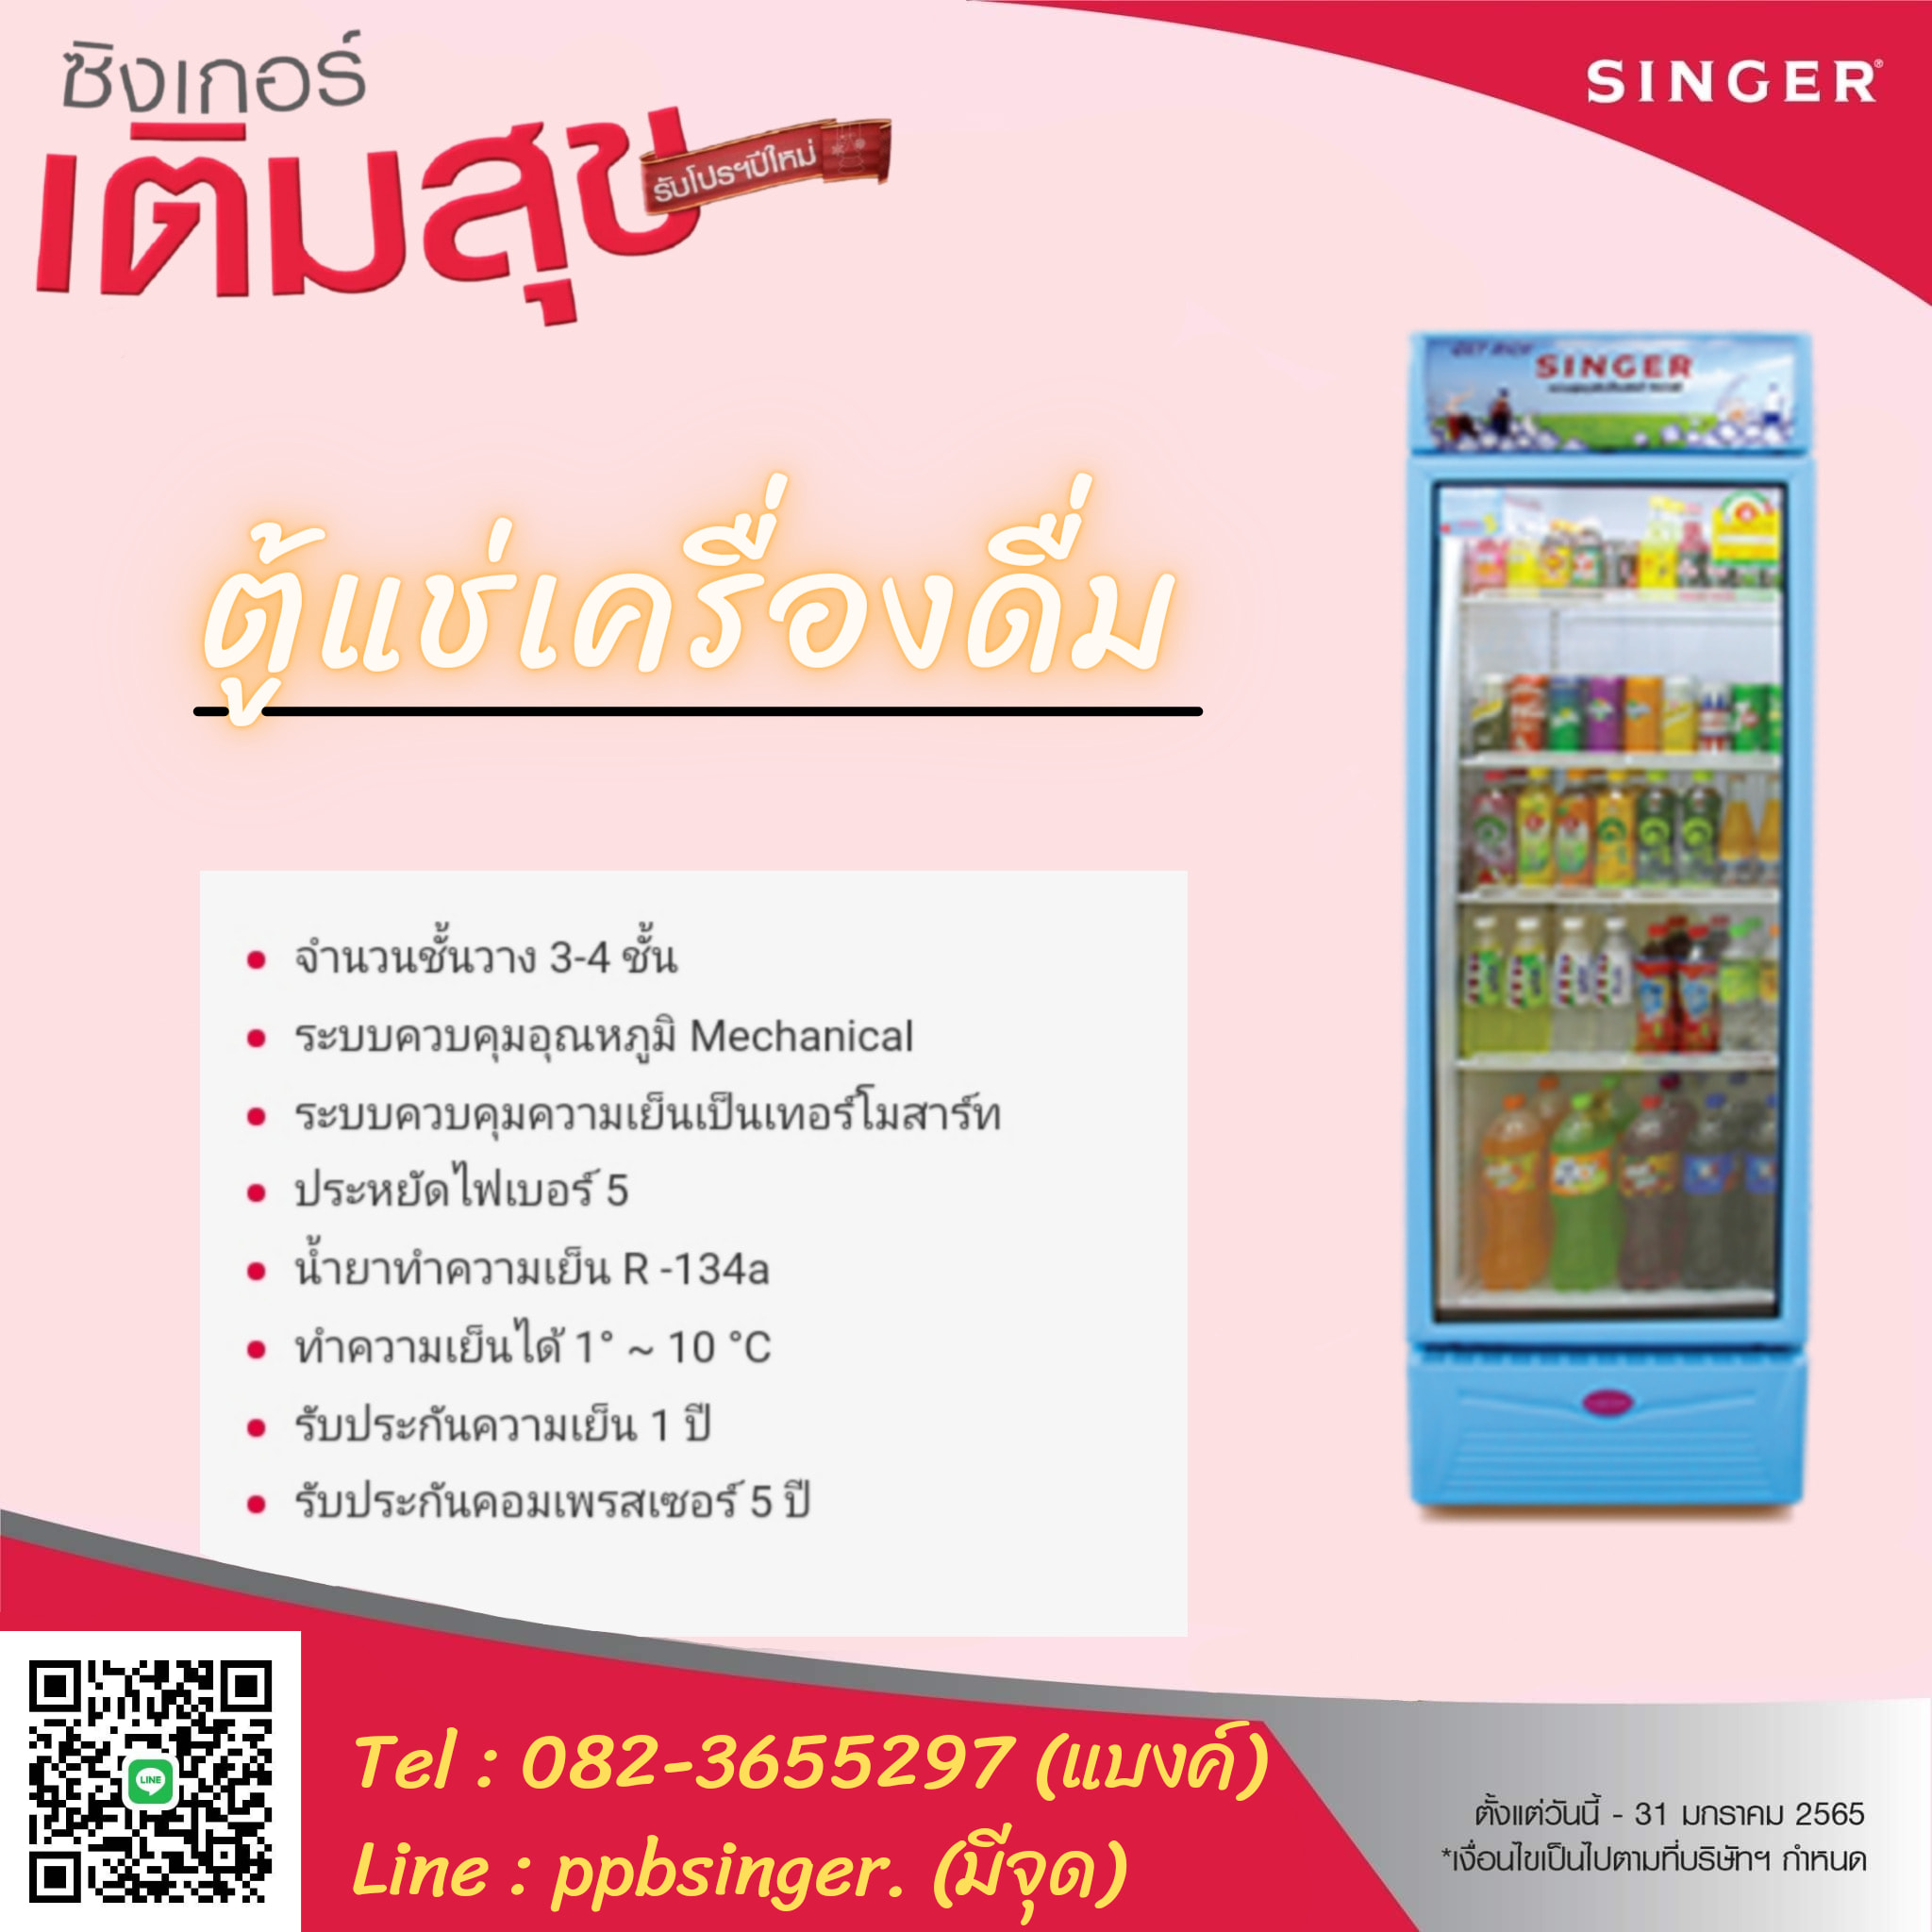 ซิงเกอร์
เติมสุข
รับโปรฯปีใหม่
SINGER®
SINGER
ตู้แช่เครื่องดื่ม
จำนวนชั้นวาง 3-4 ชั้น
ระบบควบคุมอุณหภูมิ Mechanical
ระบบควบคุมความเย็นเป็นเทอร์โมสาร์ท
ประหยัดไฟเบอร์ 5
น้ำยาทำความเย็น R -134a
ทำความเย็นได้ 1° ~ 10 °C
รับประกันความเย็น 1 ปี
รับประกันคอมเพรสเซอร์ 5 ปี
LINE
Tel : 082-3655297 (แบงค์)
Line : ppbsinger. (มีจุด)
ตั้งแต่วันนี้ - 31 มกราคม 2565
*เงื่อนไขเป็นไปตามที่บริษัทฯ กำหนด